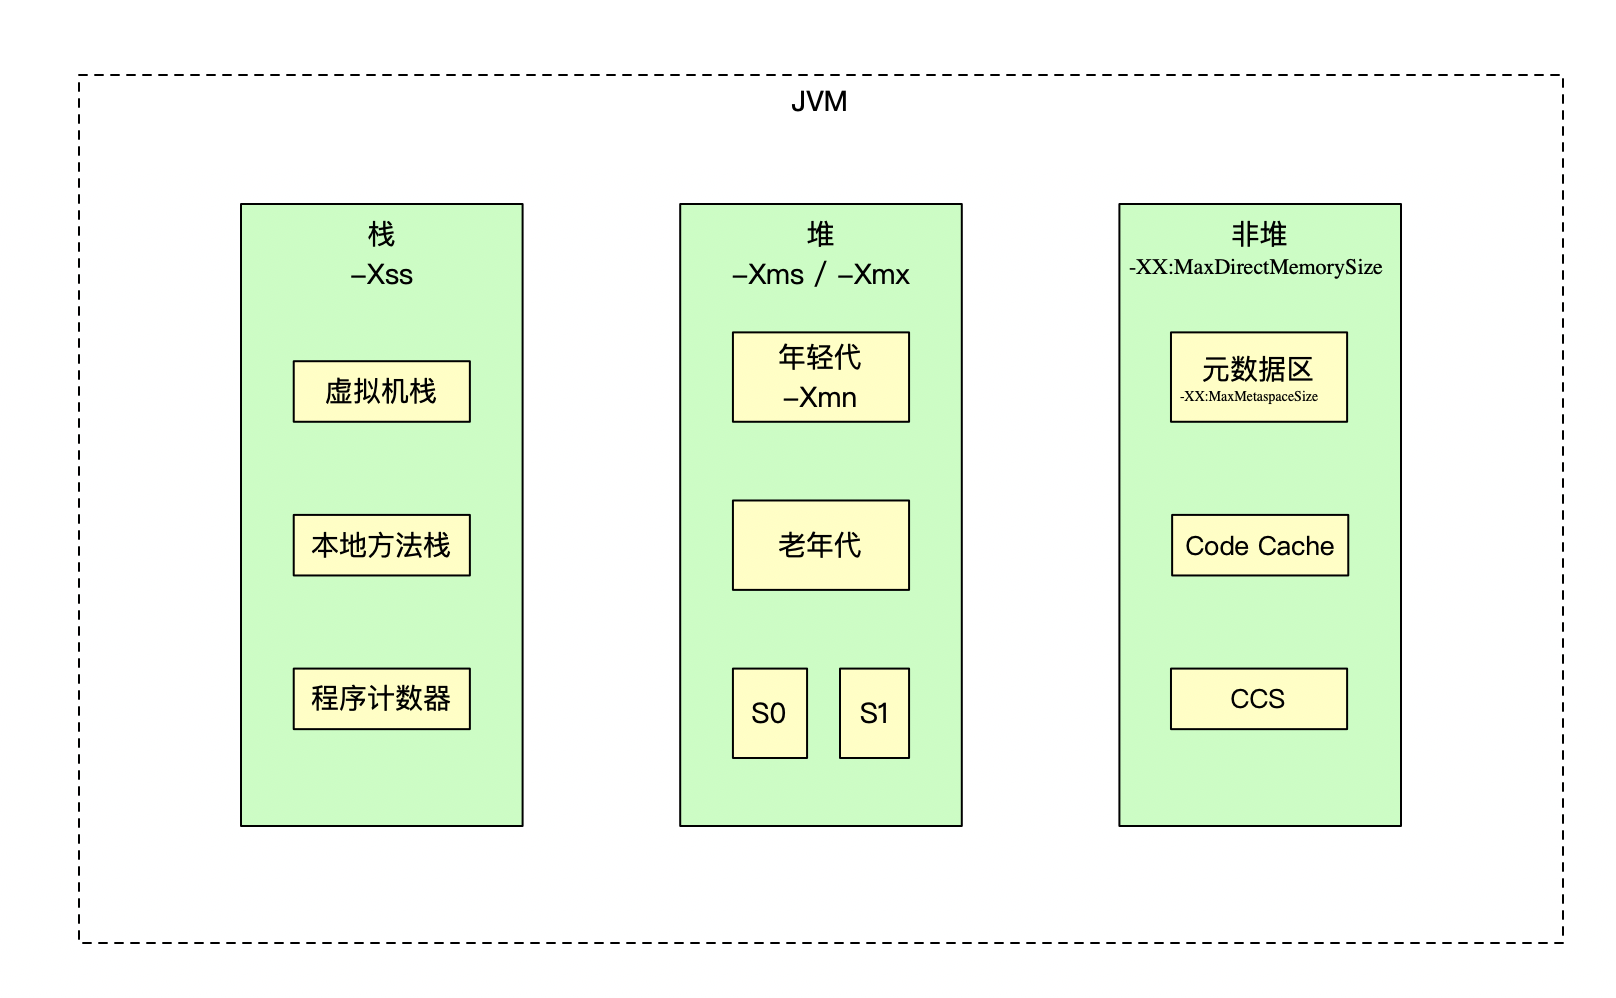 JVM
栈
-Xss
虚拟机栈
本地方法栈
程序计数器
堆
-Xms / -Xmx
年轻代
-Xmn
老年代
S0
S1
非堆
-XX:MaxDirectMemorySize
元数据区
-XX:MaxMetaspaceSize
Code Cache
CCS